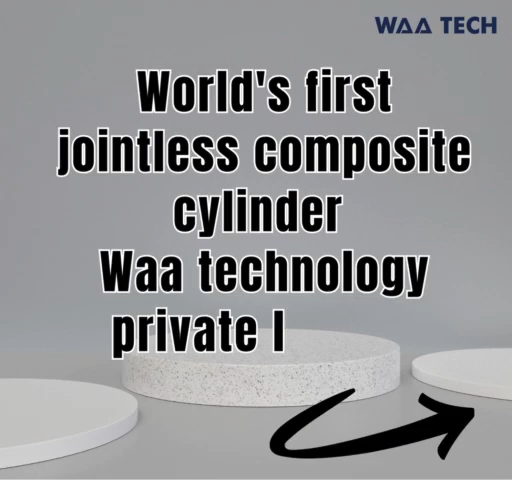 WAA TECH
World's first
jointless composite
cylinder
Waa technology
private l